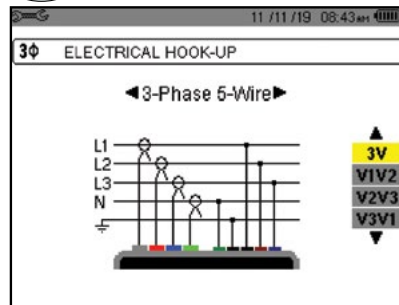 11 /11 /19 08:43AM
3Φ ELECTRICAL HOOK-UP
◄3-Phase 5-Wire►
L1
L2
L3
N
3V
V1V2
V2V3
V3V1